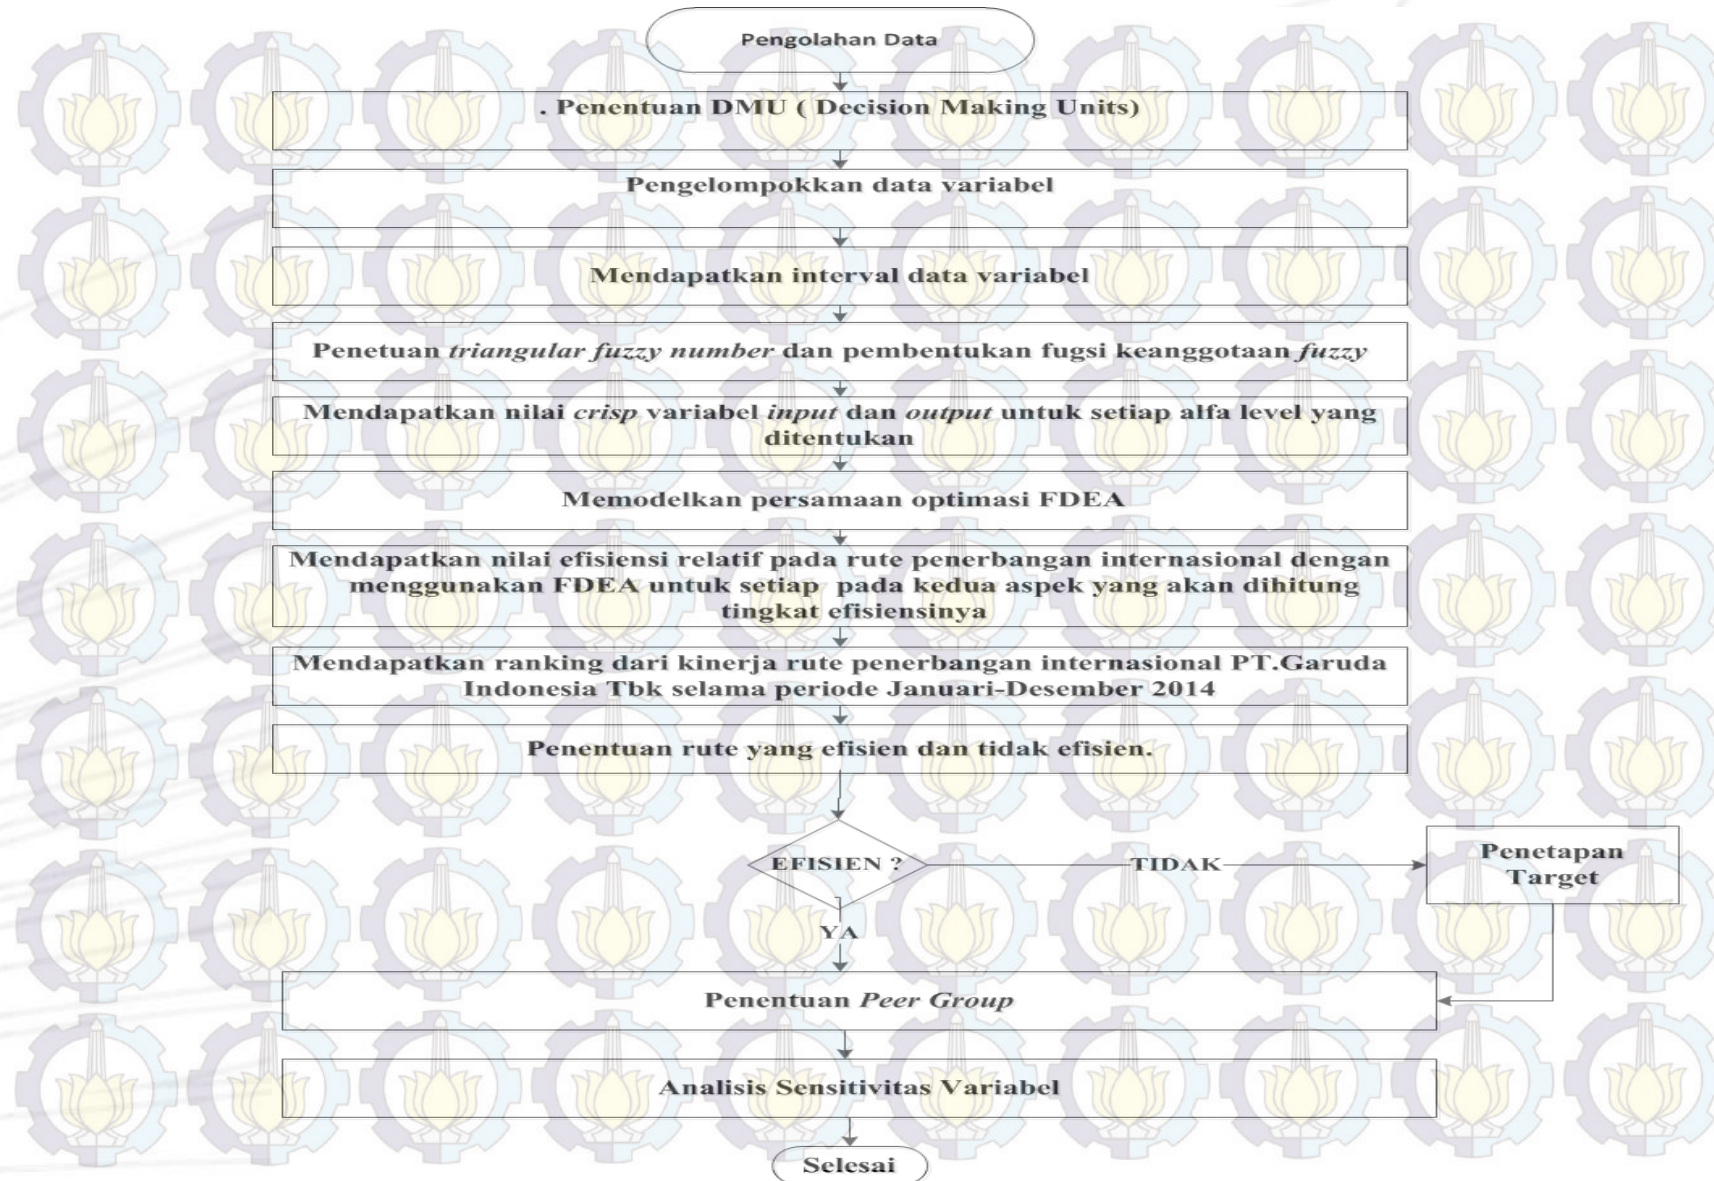 Pengolahan Data
. Penentuan DMU ( Decision Making Units)
Pengelompokkan data variabel
Mendapatkan interval data variabel
Penetuan triangular fuzzy number dan pembentukan fugsi keanggotaan fuzzy
Mendapatkan nilai crisp variabel input dan output untuk setiap alfa level yang
ditentukan
Memodelkan persamaan optimasi FDEA
Mendapatkan nilai efisiensi relatif pada rute penerbangan internasional dengan
menggunakan FDEA untuk setiap  pada kedua aspek yang akan dihitung
tingkat efisiensinya
Mendapatkan ranking dari kinerja rute penerbangan internasional PT.Garuda
Indonesia Tbk selama periode Januari-Desember 2014
Penentuan rute yang efisien dan tidak efisien.
EFISIEN ?
TIDAK
Penetapan
Target
YA
Penentuan Peer Group
Analisis Sensitivitas Variabel
Selesai